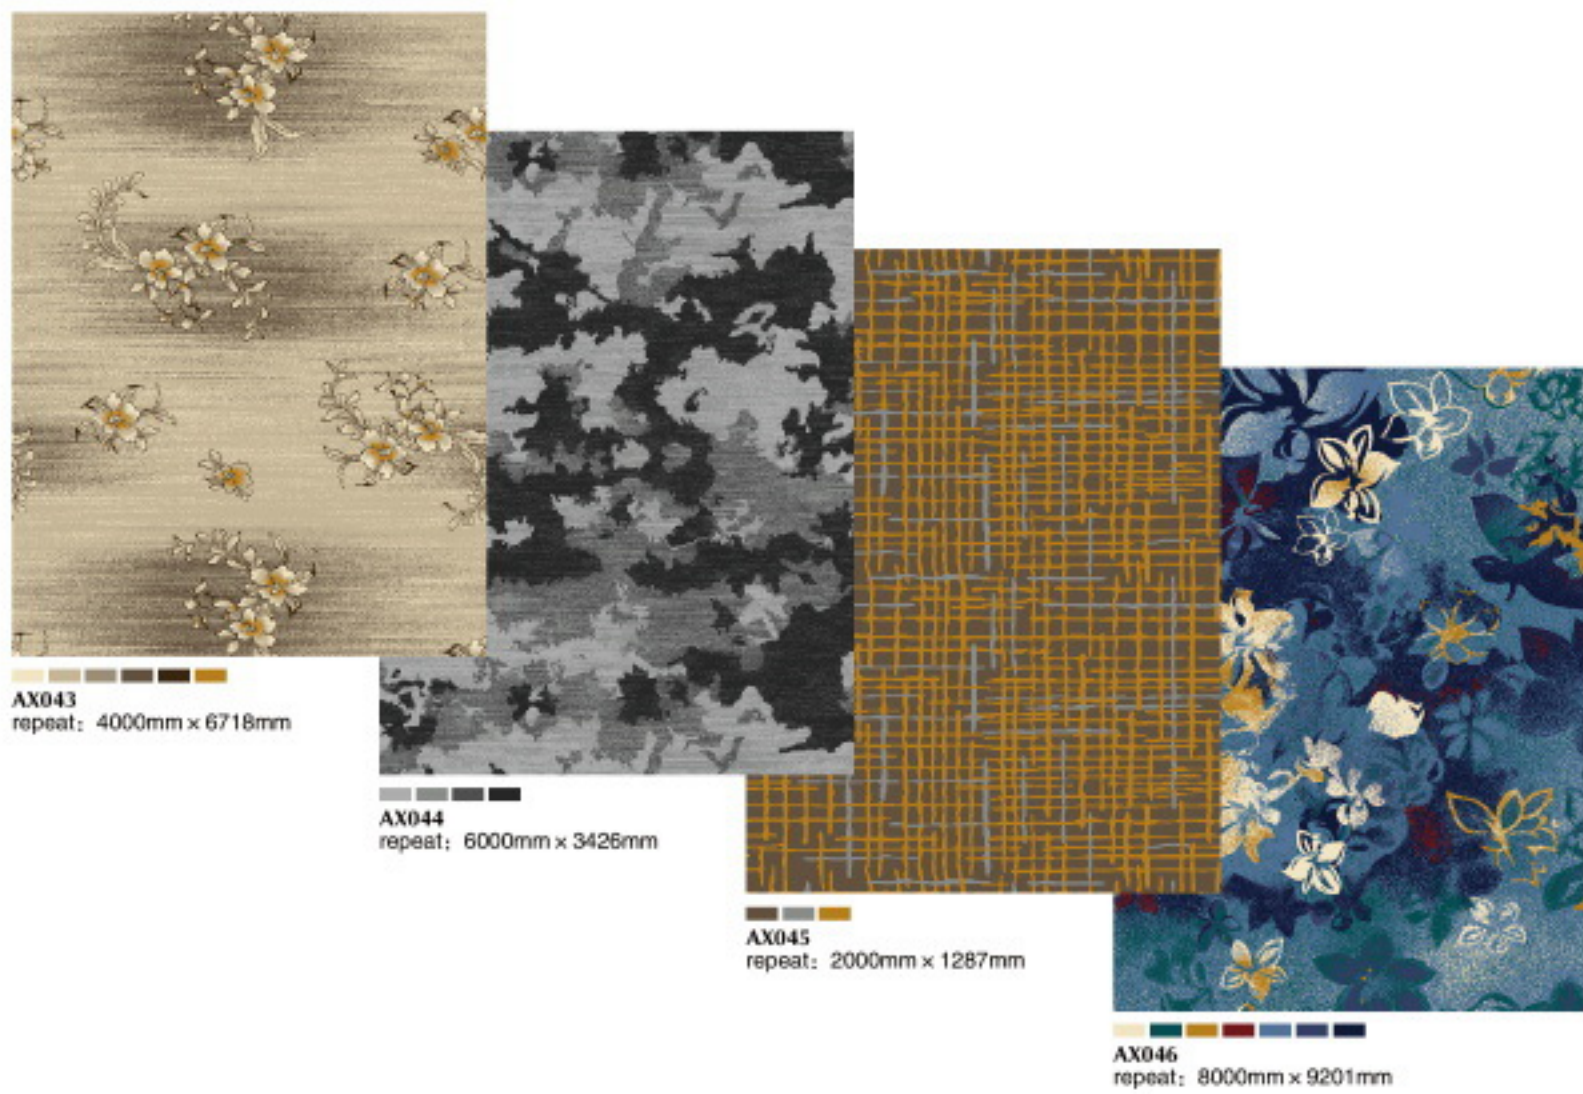 AX043
repeat: 4000mm × 6718mm
AX044
repeat: 6000mm × 3426mm
AX045
repeat: 2000mm × 1287mm
AX046
repeat: 8000mm × 9201mm